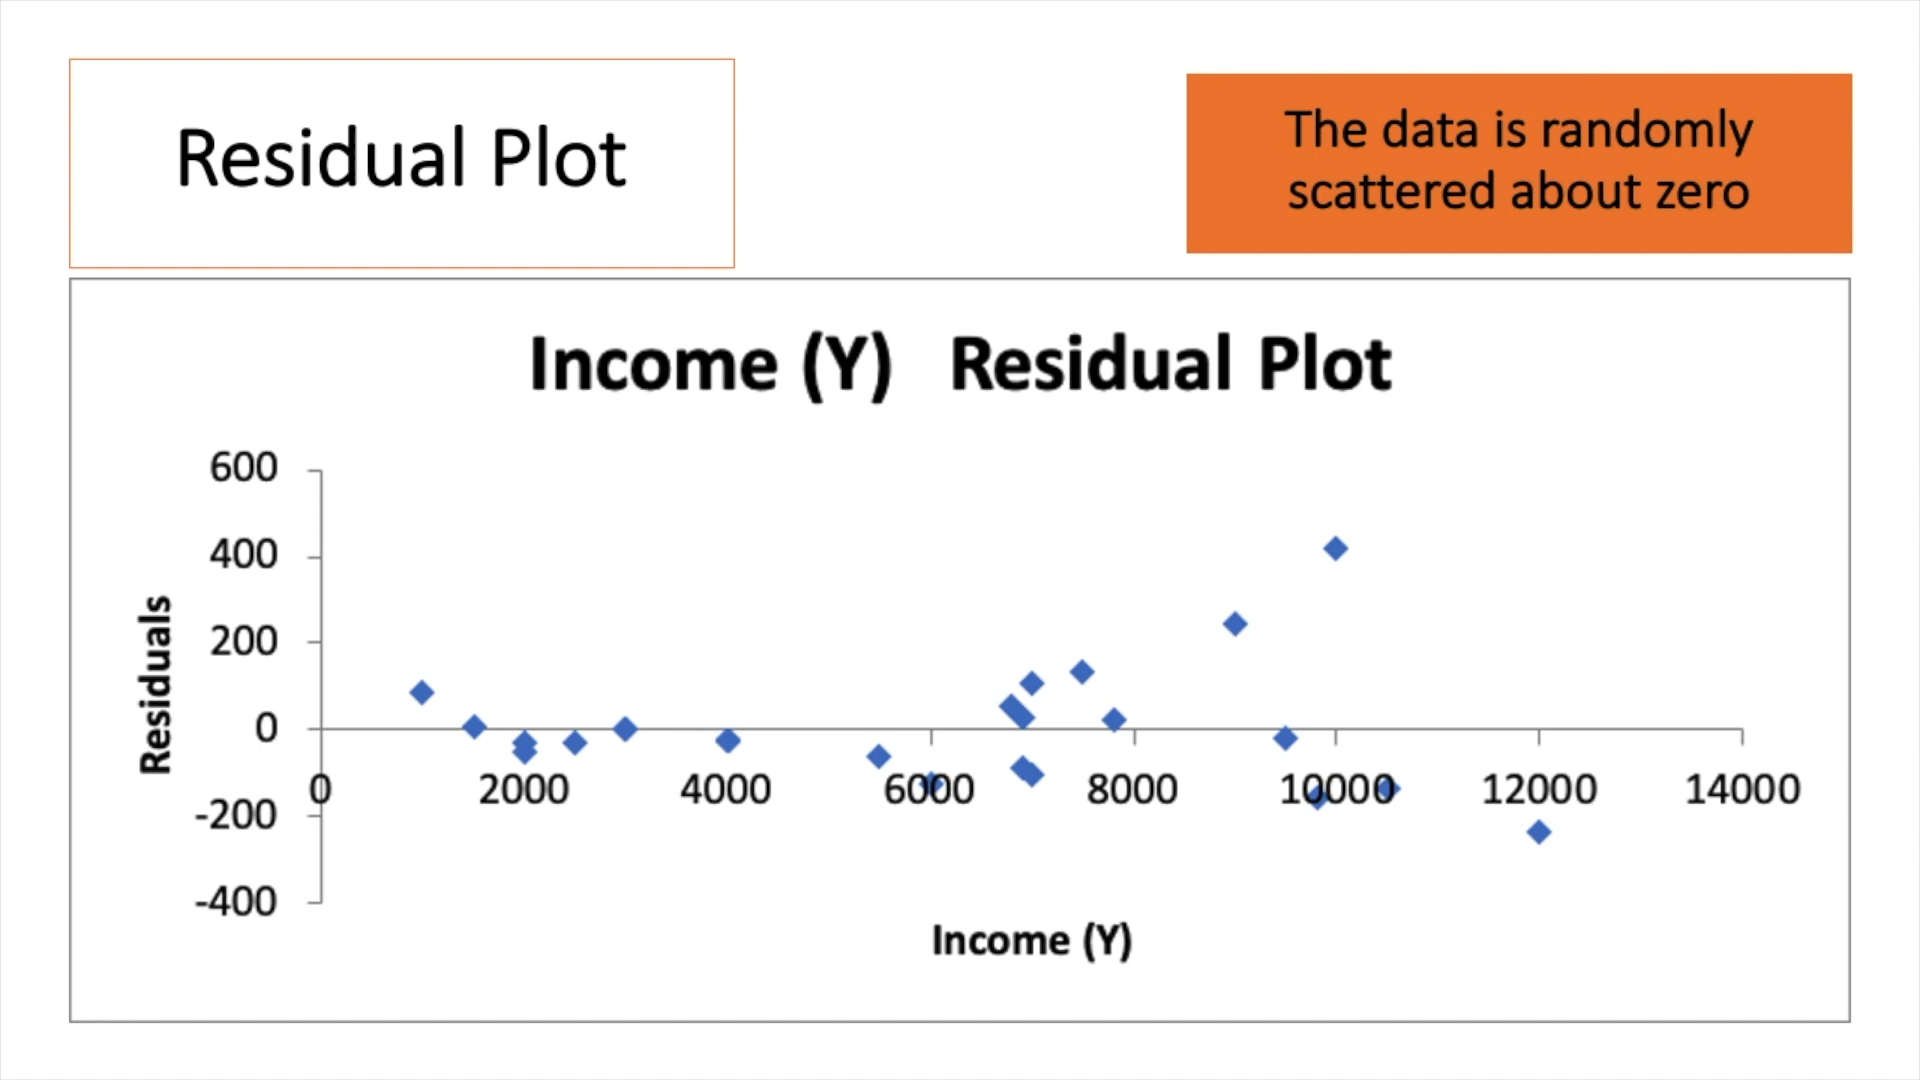 Residual Plot
The data is randomly
scattered about zero
Income (Y) Residual Plot
600
400
200
0
-200
-400
Residuals
0 2000 4000 6000 8000 10000 12000 14000
Income (Y)